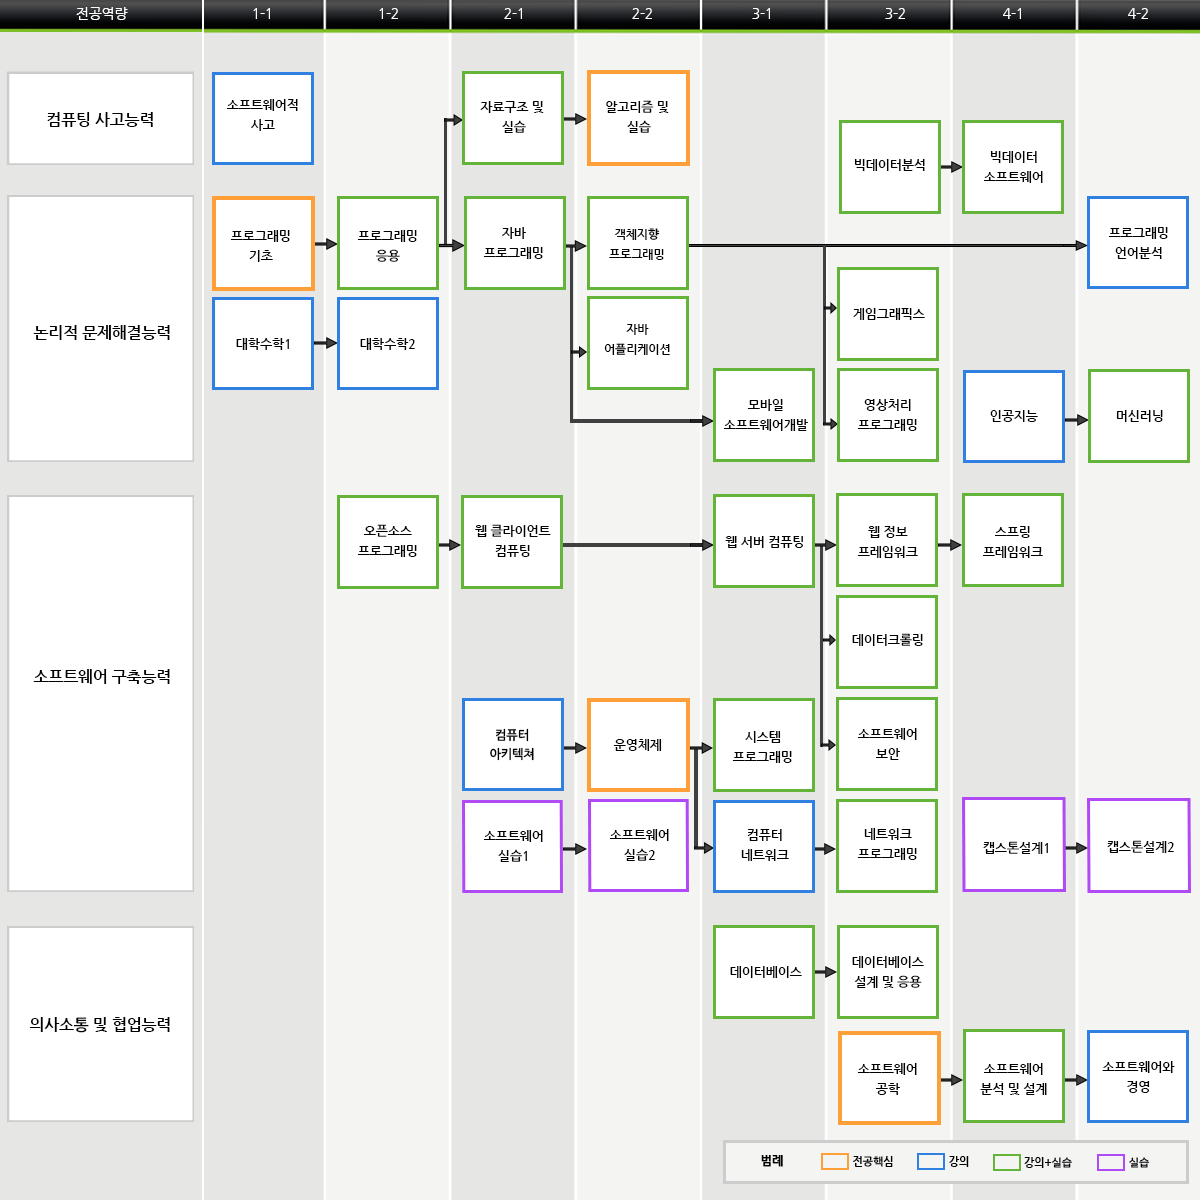 전공역량
1-1
1-2
2-1
2-2
3-1
3-2
4-1
4-2
컴퓨팅 사고능력
소프트웨어적
사고
자료구조 및
실습
알고리즘 및
실습
빅데이터분석
빅데이터
소프트웨어
논리적 문제해결능력
프로그래밍
기초
프로그래밍
응용
자바
프로그래밍
객체지향
프로그래밍
프로그래밍
언어분석
대학수학1
대학수학2
자바
어플리케이션
게임그래픽스
모바일
소프트웨어개발
영상처리
프로그래밍
인공지능
머신러닝
소프트웨어 구축능력
오픈소스
프로그래밍
웹 클라이언트
컴퓨팅
웹 서버 컴퓨팅
웹 정보
프레임워크
스프링
프레임워크
데이터크롤링
컴퓨터
아키텍쳐
운영체제
시스템
프로그래밍
소프트웨어
보안
소프트웨어
실습1
소프트웨어
실습2
컴퓨터
네트워크
네트워크
프로그래밍
캡스톤설계1
캡스톤설계2
의사소통 및 협업능력
데이터베이스
데이터베이스
설계 및 응용
소프트웨어
공학
소프트웨어
분석 및 설계
소프트웨어와
경영
범례
전공핵심
강의
강의+실습
실습